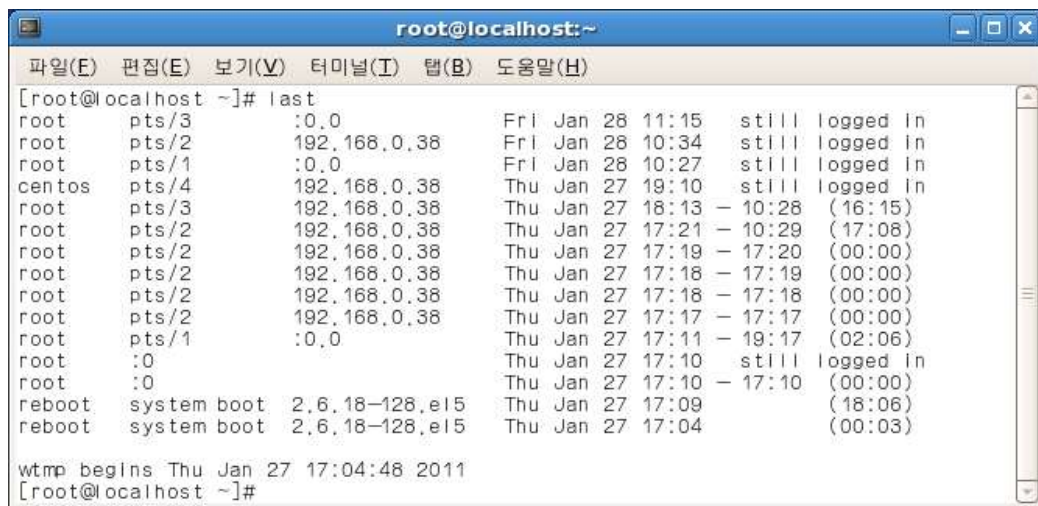 root@localhost:~
파일(F) 편집(E) 보기(V) 터미널(T) 탭(B) 도움말(H)
[root@localhost ~]# last
root pts/3 :0.0 Fri Jan 28 11:15 still logged in
root pts/2 192.168.0.38 Fri Jan 28 10:34 still logged in
root pts/1 :0.0 Fri Jan 28 10:27 still logged in
centos pts/4 192.168.0.38 Thu Jan 27 19:10 still logged in
root pts/3 192.168.0.38 Thu Jan 27 18:13 - 10:28 (16:15)
root pts/2 192.168.0.38 Thu Jan 27 17:21 - 10:29 (17:08)
root pts/2 192.168.0.38 Thu Jan 27 17:19 - 17:20 (00:00)
root pts/2 192.168.0.38 Thu Jan 27 17:18 - 17:19 (00:00)
root pts/2 192.168.0.38 Thu Jan 27 17:18 - 17:18 (00:00)
root pts/2 192.168.0.38 Thu Jan 27 17:17 - 17:17 (00:00)
root pts/1 :0.0 Thu Jan 27 17:11 - 19:17 (02:06)
root :0 Thu Jan 27 17:10 still logged in
root :0 Thu Jan 27 17:10 - 17:10 (00:00)
reboot system boot 2.6.18-128.el5 Thu Jan 27 17:09 (18:06)
reboot system boot 2.6.18-128.el5 Thu Jan 27 17:04 (00:03)
wtmp begins Thu Jan 27 17:04:48 2011
[root@localhost ~]#